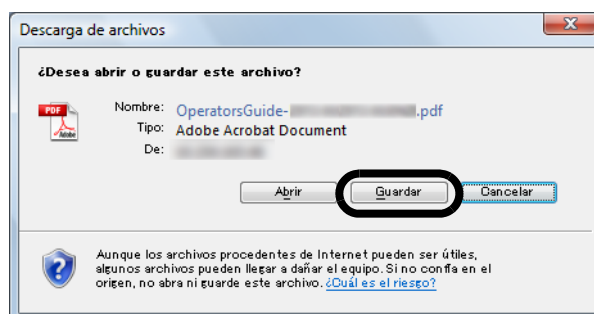 Descarga de archivos
¿Desea abrir o guardar este archivo?
PDF
Adobe
Nombre: OperatorsGuide- .pdf
Tipo: Adobe Acrobat Document
De:
Abrir Guardar Cancelar
Aunque los archivos procedentes de Internet pueden ser útiles,
algunos archivos pueden llegar a dañar el equipo. Si no confía en el
origen, no abra ni guarde este archivo. ¿Cuál es el riesgo?